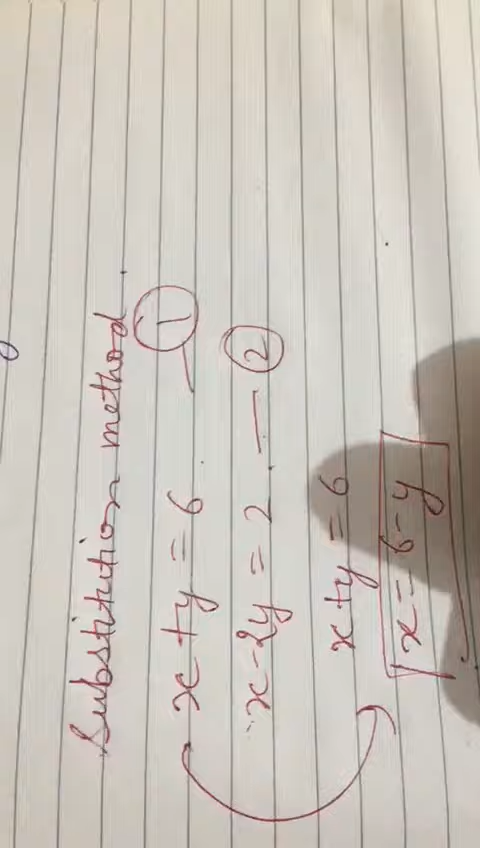 Substitution method.
x + y = 6 — ①
x - 2y = 2 — ②
x + y = 6
x = 6 - y